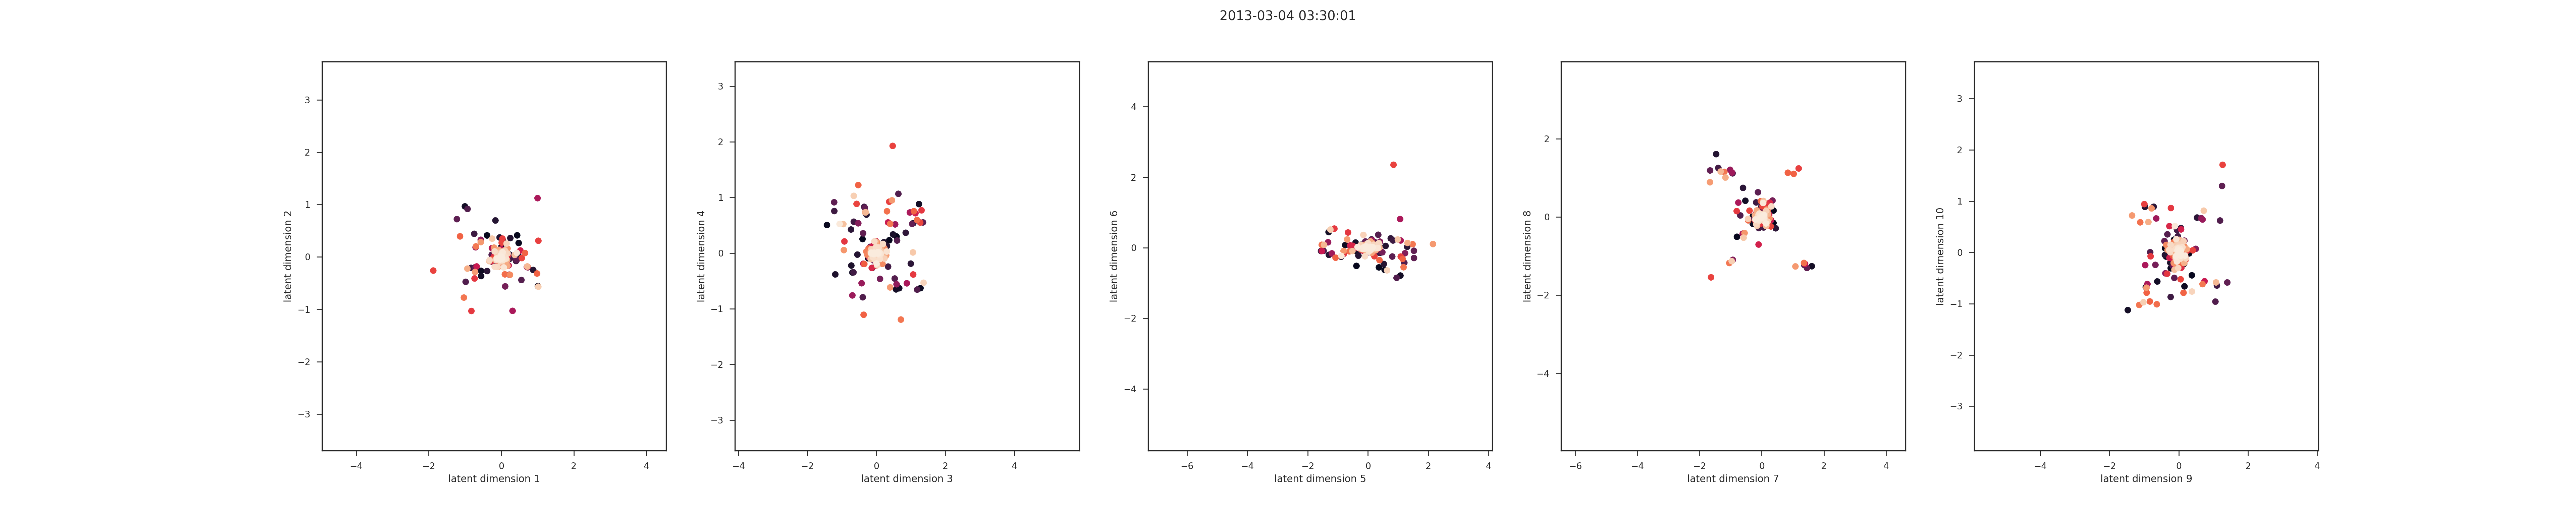 2013-03-04 03:30:01
latent dimension 2
3
2
1
0
−1
−2
−3
−4 −2 0 2 4
latent dimension 1
latent dimension 4
3
2
1
0
−1
−2
−3
−4 −2 0 2 4
latent dimension 3
latent dimension 6
4
2
0
−2
−4
−6 −4 −2 0 2 4
latent dimension 5
latent dimension 8
2
0
−2
−4
−6 −4 −2 0 2 4
latent dimension 7
latent dimension 10
3
2
1
0
−1
−2
−3
−4 −2 0 2 4
latent dimension 9